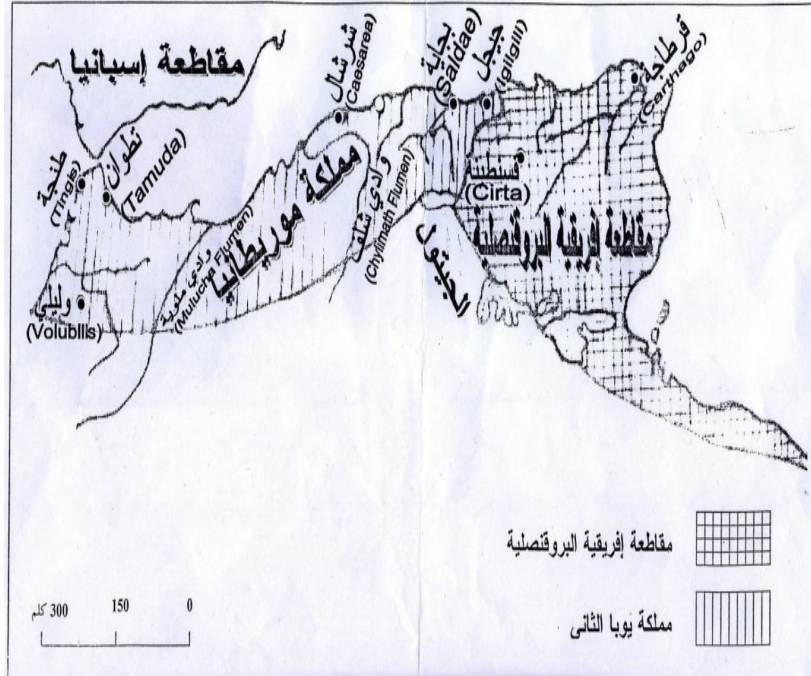 مقاطعة إسبانيا
طنجة
(Tingis)
تطوان
(Tamuda)
وليلي
(Volubilis)
وادي ملوية
(Mulucha Flumen)
مملكة موريطانيا
شرشال
(Caesarea)
وادي شلف
(Chylimath Flumen)
بجاية
(Saldae)
جيجل
(Igilgili)
الجيتول
قسنطينة
(Cirta)
قرطاجة
(Carthago)
مقاطعة إفريقية البروقنصلية
مقاطعة إفريقية البروقنصلية
مملكة يوبا الثانى
300 كلم 150 0